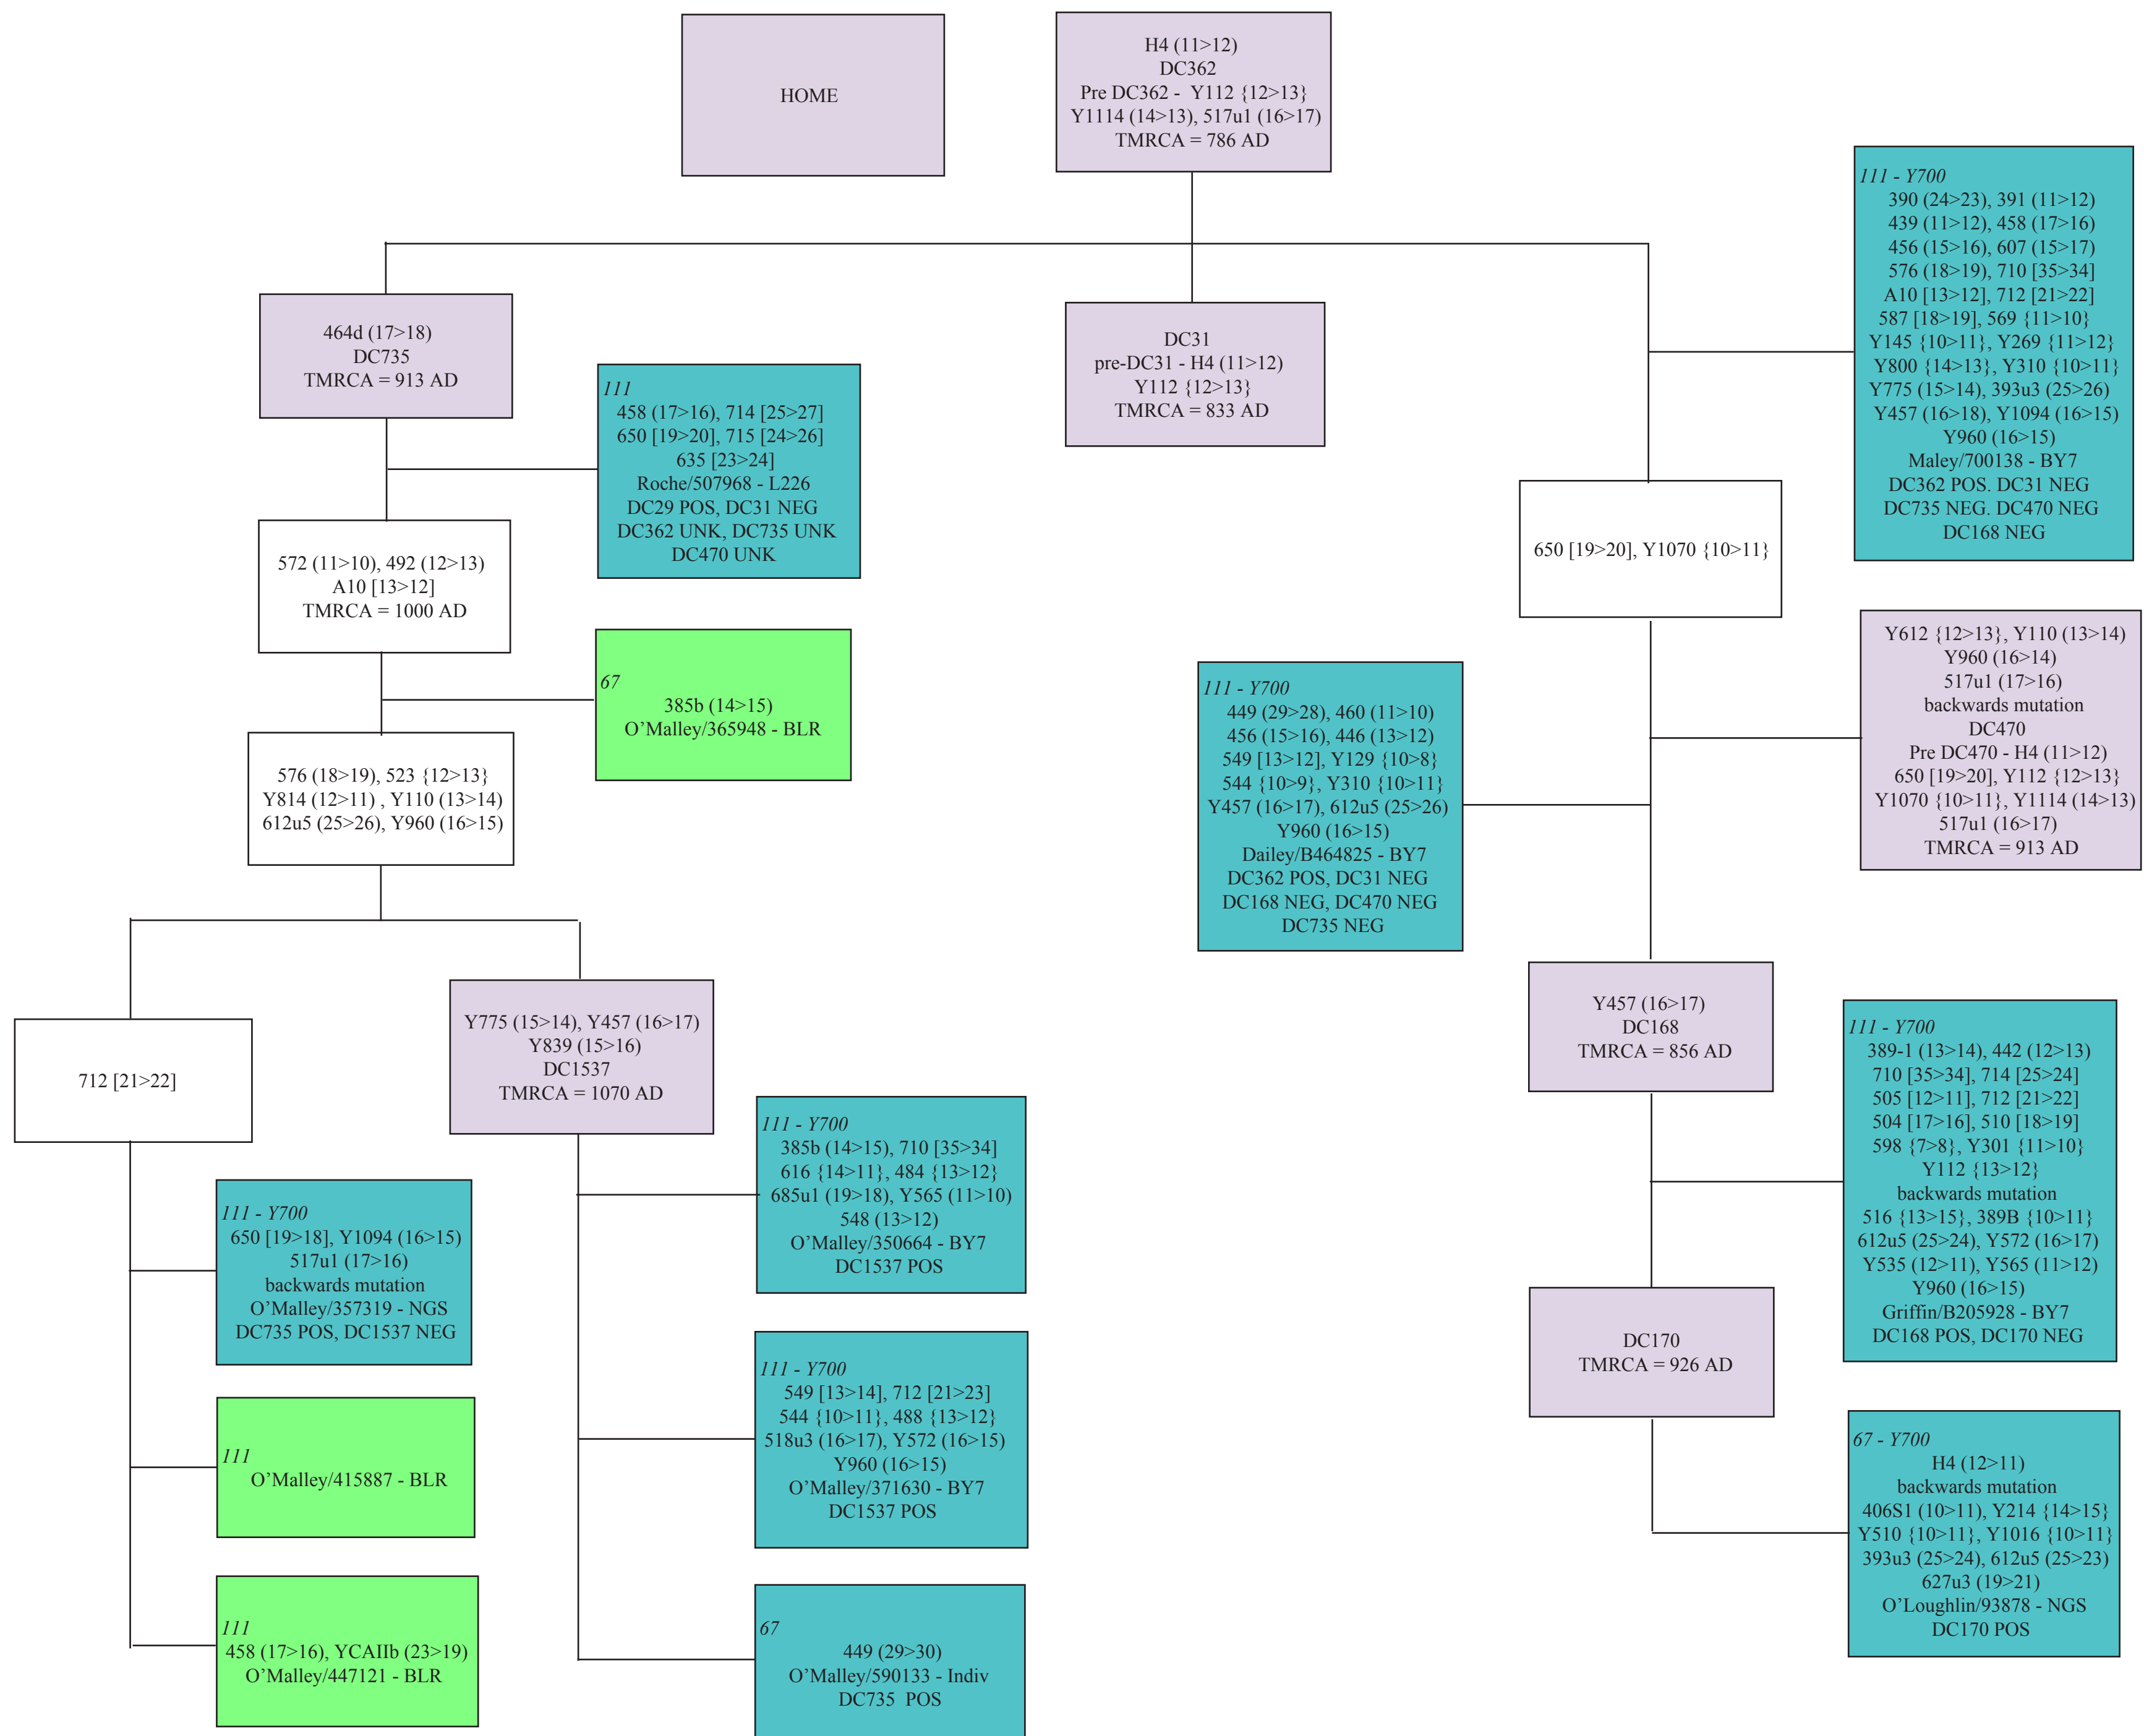 HOME
H4 (11>12)
DC362
Pre DC362 - Y112 {12>13}
Y1114 (14>13), 517u1 (16>17)
TMRCA = 786 AD
111 - Y700
390 (24>23), 391 (11>12)
439 (11>12), 458 (17>16)
456 (15>16), 607 (15>17)
576 (18>19), 710 [35>34]
A10 [13>12], 712 [21>22]
587 [18>19], 569 {11>10}
Y145 {10>11}, Y269 {11>12}
Y800 {14>13}, Y310 {10>11}
Y775 (15>14), 393u3 (25>26)
Y457 (16>18), Y1094 (16>15)
Y960 (16>15)
Maley/700138 - BY7
DC362 POS. DC31 NEG
DC735 NEG. DC470 NEG
DC168 NEG
464d (17>18)
DC735
TMRCA = 913 AD
DC31
pre-DC31 - H4 (11>12)
Y112 {12>13}
TMRCA = 833 AD
111
458 (17>16), 714 [25>27]
650 [19>20], 715 [24>26]
635 [23>24]
Roche/507968 - L226
DC29 POS, DC31 NEG
DC362 UNK, DC735 UNK
DC470 UNK
650 [19>20], Y1070 {10>11}
572 (11>10), 492 (12>13)
A10 [13>12]
TMRCA = 1000 AD
Y612 {12>13}, Y110 (13>14)
Y960 (16>14)
517u1 (17>16)
backwards mutation
DC470
Pre DC470 - H4 (11>12)
650 [19>20], Y112 {12>13}
Y1070 {10>11}, Y1114 (14>13)
517u1 (16>17)
TMRCA = 913 AD
67
385b (14>15)
O’Malley/365948 - BLR
111 - Y700
449 (29>28), 460 (11>10)
456 (15>16), 446 (13>12)
549 [13>12], Y129 {10>8}
544 {10>9}, Y310 {10>11}
Y457 (16>17), 612u5 (25>26)
Y960 (16>15)
Dailey/B464825 - BY7
DC362 POS, DC31 NEG
DC168 NEG, DC470 NEG
DC735 NEG
576 (18>19), 523 {12>13}
Y814 (12>11) , Y110 (13>14)
612u5 (25>26), Y960 (16>15)
Y457 (16>17)
DC168
TMRCA = 856 AD
712 [21>22]
Y775 (15>14), Y457 (16>17)
Y839 (15>16)
DC1537
TMRCA = 1070 AD
111 - Y700
389-1 (13>14), 442 (12>13)
710 [35>34], 714 [25>24]
505 [12>11], 712 [21>22]
504 [17>16], 510 [18>19]
598 {7>8}, Y301 {11>10}
Y112 {13>12}
backwards mutation
516 {13>15}, 389B {10>11}
612u5 (25>24), Y572 (16>17)
Y535 (12>11), Y565 (11>12)
Y960 (16>15)
Griffin/B205928 - BY7
DC168 POS, DC170 NEG
111 - Y700
385b (14>15), 710 [35>34]
616 {14>11}, 484 {13>12}
685u1 (19>18), Y565 (11>10)
548 (13>12)
O’Malley/350664 - BY7
DC1537 POS
111 - Y700
650 [19>18], Y1094 (16>15)
517u1 (17>16)
backwards mutation
O’Malley/357319 - NGS
DC735 POS, DC1537 NEG
DC170
TMRCA = 926 AD
111 - Y700
549 [13>14], 712 [21>23]
544 {10>11}, 488 {13>12}
518u3 (16>17), Y572 (16>15)
Y960 (16>15)
O’Malley/371630 - BY7
DC1537 POS
111
O’Malley/415887 - BLR
67 - Y700
H4 (12>11)
backwards mutation
406S1 (10>11), Y214 {14>15}
Y510 {10>11}, Y1016 {10>11}
393u3 (25>24), 612u5 (25>23)
627u3 (19>21)
O’Loughlin/93878 - NGS
DC170 POS
111
458 (17>16), YCAIIb (23>19)
O’Malley/447121 - BLR
67
449 (29>30)
O’Malley/590133 - Indiv
DC735 POS